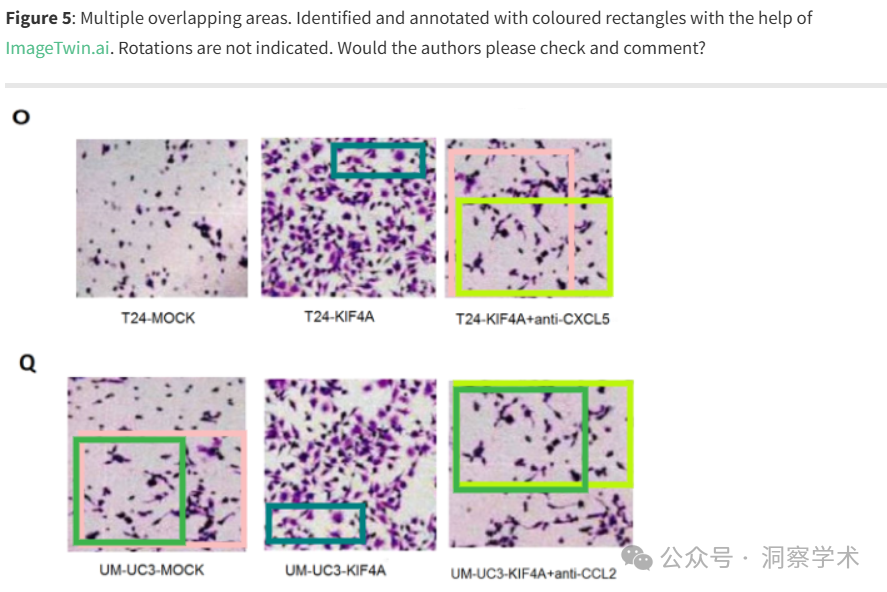 Figure 5: Multiple overlapping areas. Identified and annotated with coloured rectangles with the help of
ImageTwin.ai. Rotations are not indicated. Would the authors please check and comment?
O
T24-MOCK
T24-KIF4A
T24-KIF4A+anti-CXCL5
Q
UM-UC3-MOCK
UM-UC3-KIF4A
UM-UC3-KIF4A+anti-CCL2
公众号 · 洞察学术